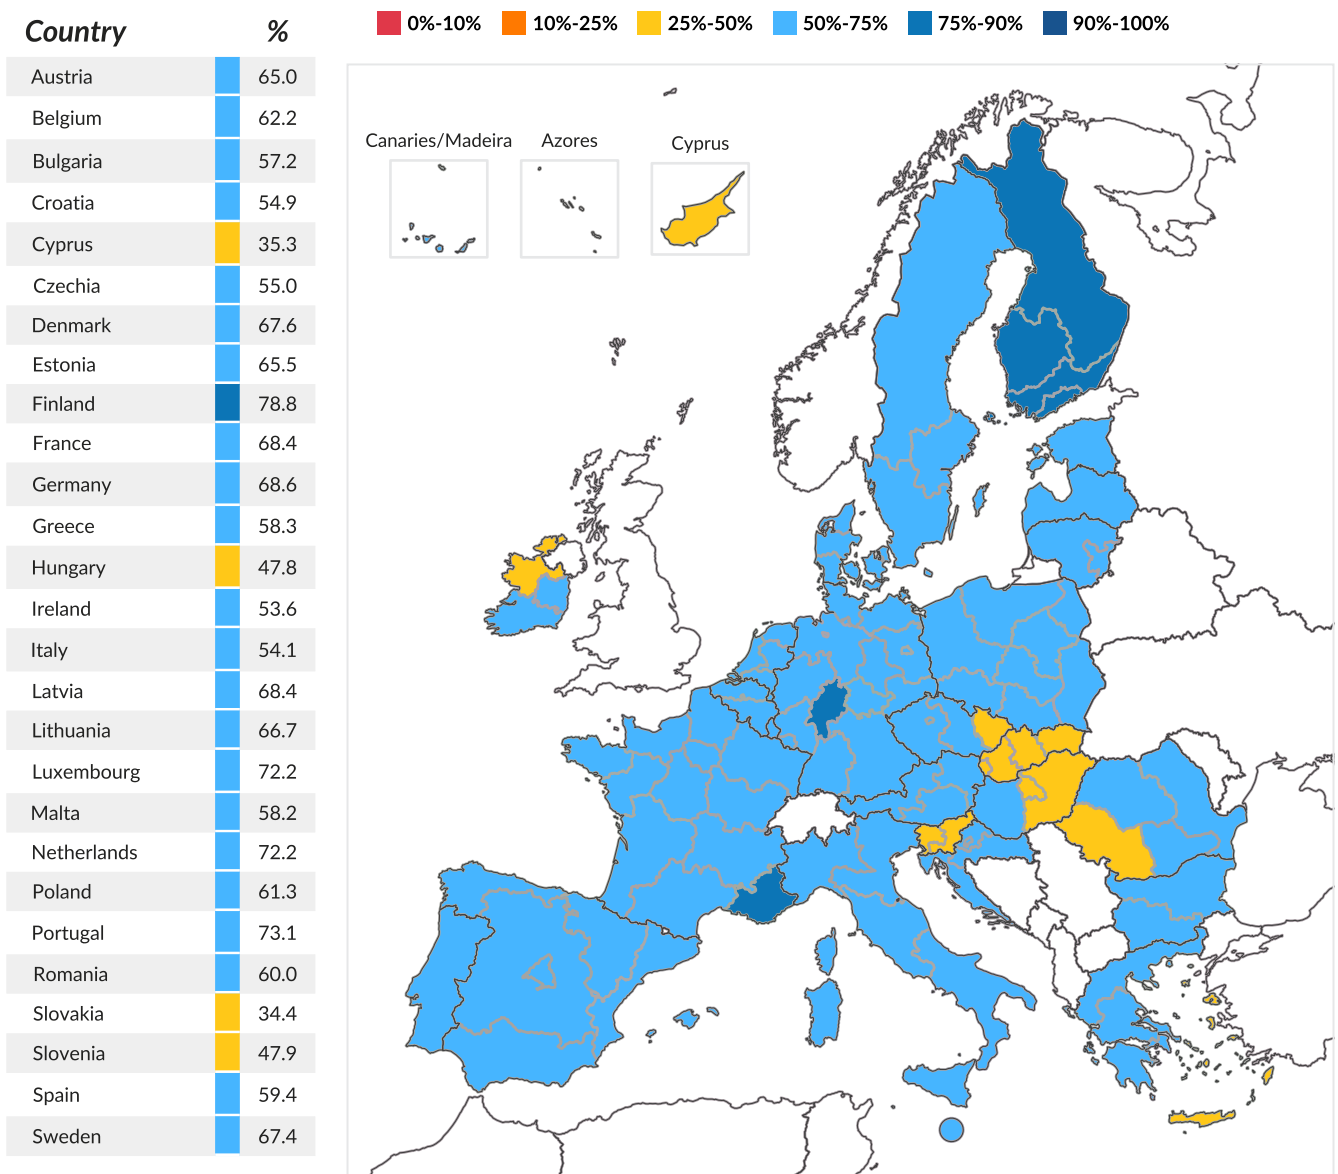 Country %
0%-10% 10%-25% 25%-50% 50%-75% 75%-90% 90%-100%
Austria 65.0
Belgium 62.2
Bulgaria 57.2
Croatia 54.9
Cyprus 35.3
Czechia 55.0
Denmark 67.6
Estonia 65.5
Finland 78.8
France 68.4
Germany 68.6
Greece 58.3
Hungary 47.8
Ireland 53.6
Italy 54.1
Latvia 68.4
Lithuania 66.7
Luxembourg 72.2
Malta 58.2
Netherlands 72.2
Poland 61.3
Portugal 73.1
Romania 60.0
Slovakia 34.4
Slovenia 47.9
Spain 59.4
Sweden 67.4
Canaries/Madeira Azores Cyprus